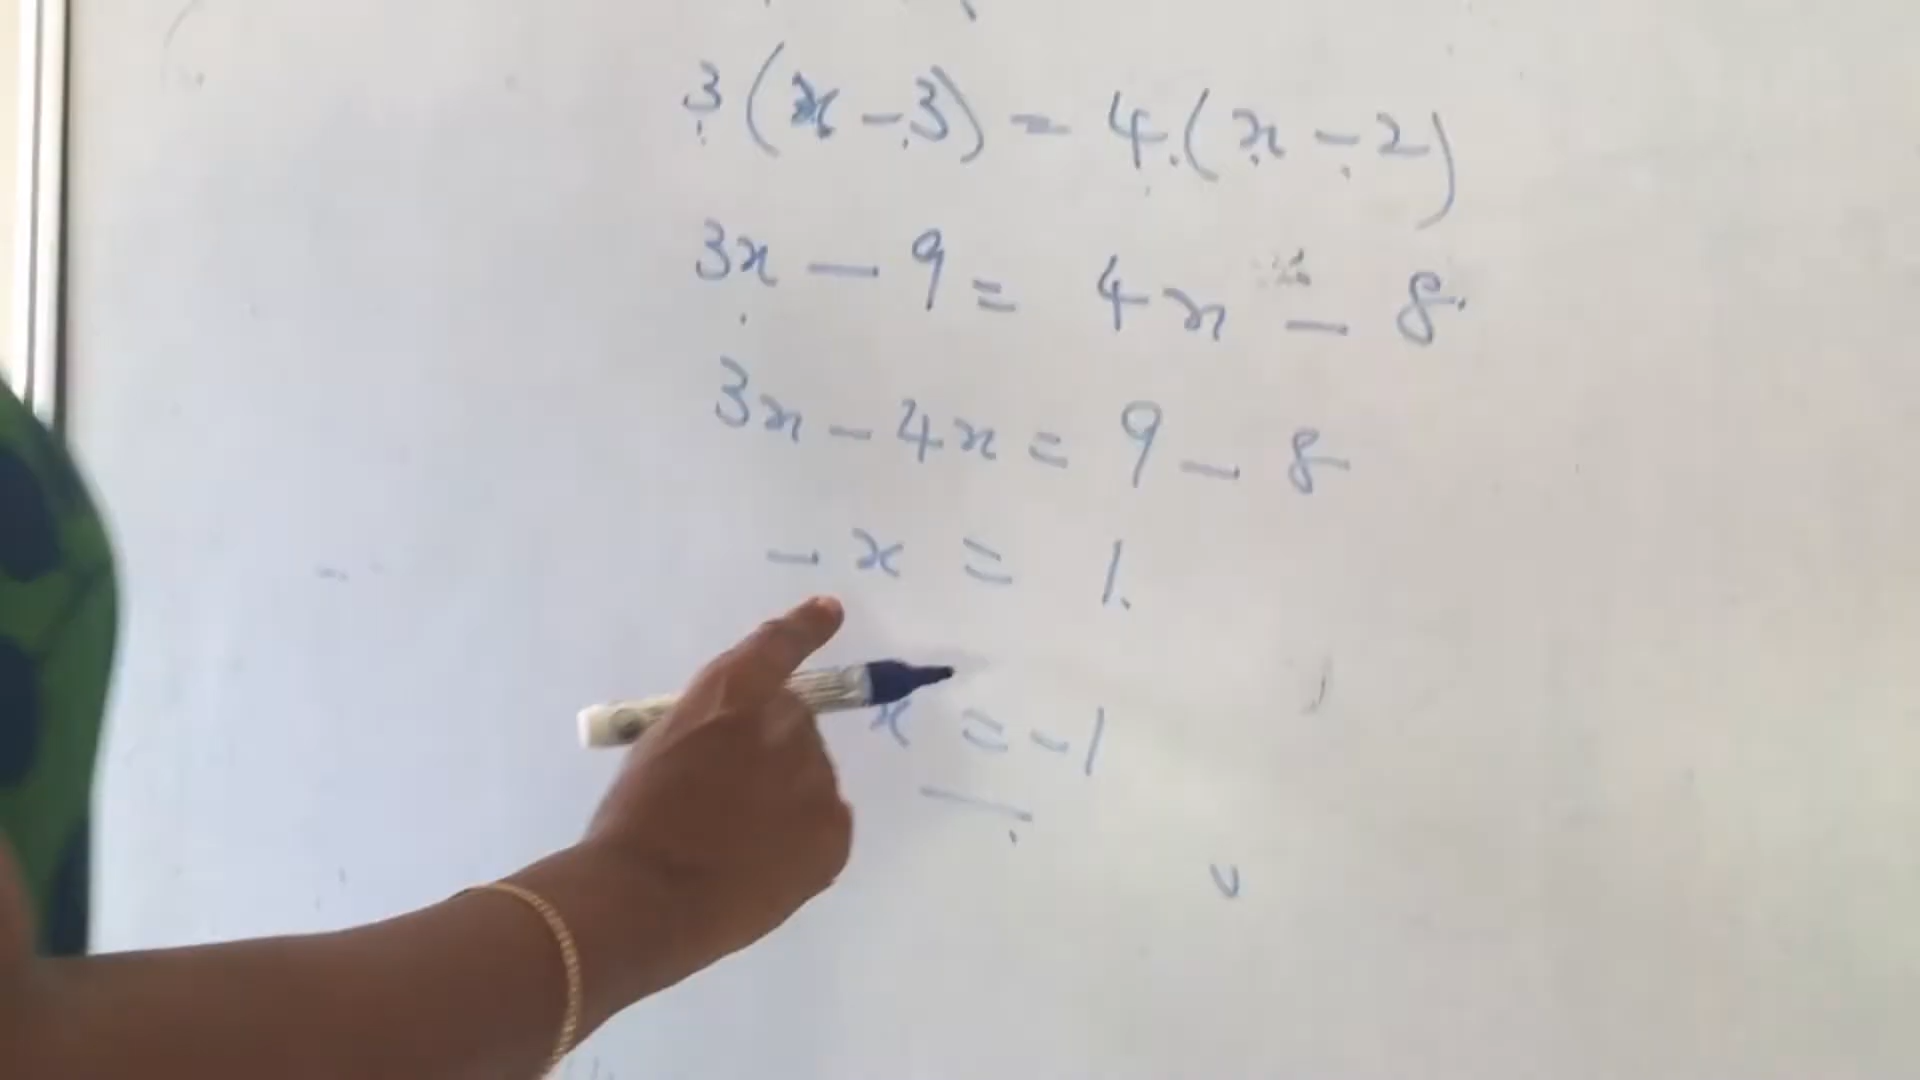 3(x-3) = 4.(x-2)
3x - 9 = 4x - 8
3x - 4x = 9 - 8
-x = 1
x = -1